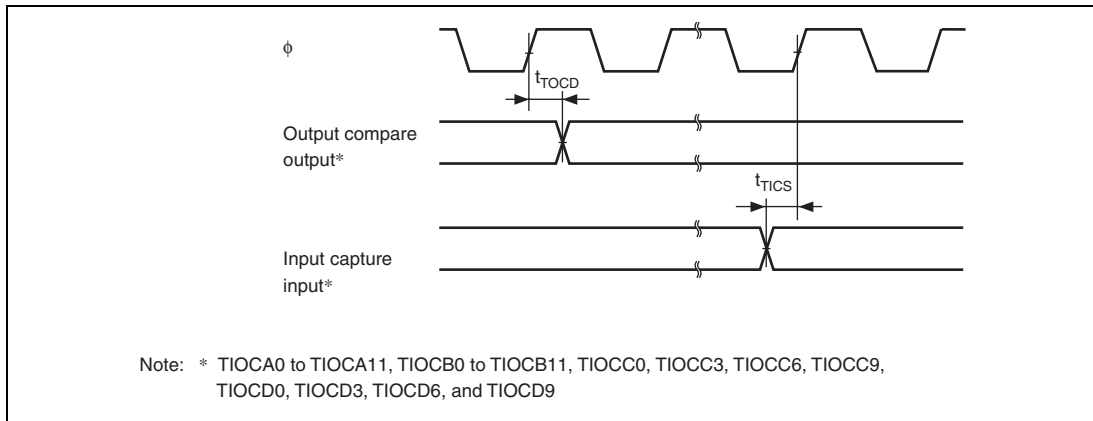 ϕ
tTOCD
Output compare
output*
tTICS
Input capture
input*
Note: * TIOCA0 to TIOCA11, TIOCB0 to TIOCB11, TIOCC0, TIOCC3, TIOCC6, TIOCC9,
TIOCD0, TIOCD3, TIOCD6, and TIOCD9